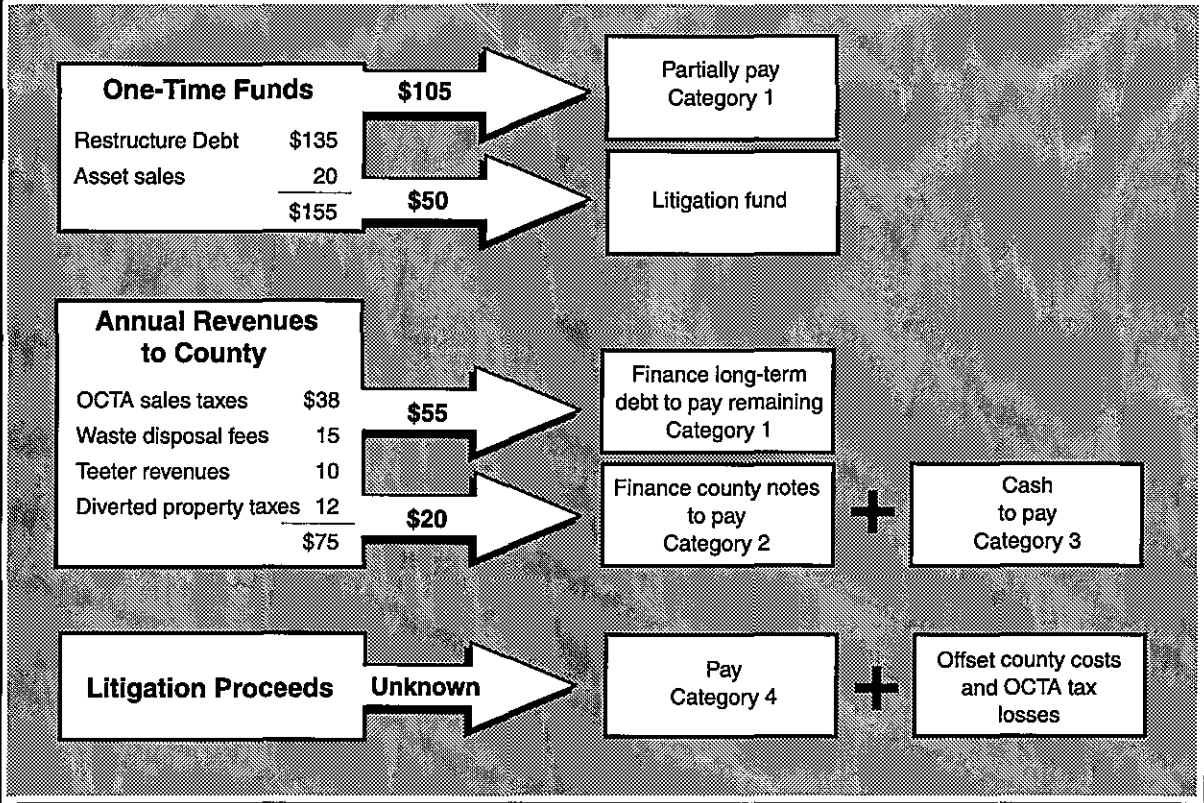 One-Time Funds
Restructure Debt $135
Asset sales 20
$155
$105
$50
Partially pay
Category 1
Litigation fund
Annual Revenues
to County
OCTA sales taxes $38
Waste disposal fees 15
Teeter revenues 10
Diverted property taxes 12
$75
$55
$20
Finance long-term
debt to pay remaining
Category 1
Finance county notes
to pay
Category 2
+
Cash
to pay
Category 3
Litigation Proceeds
Unknown
Pay
Category 4
+
Offset county costs
and OCTA tax
losses